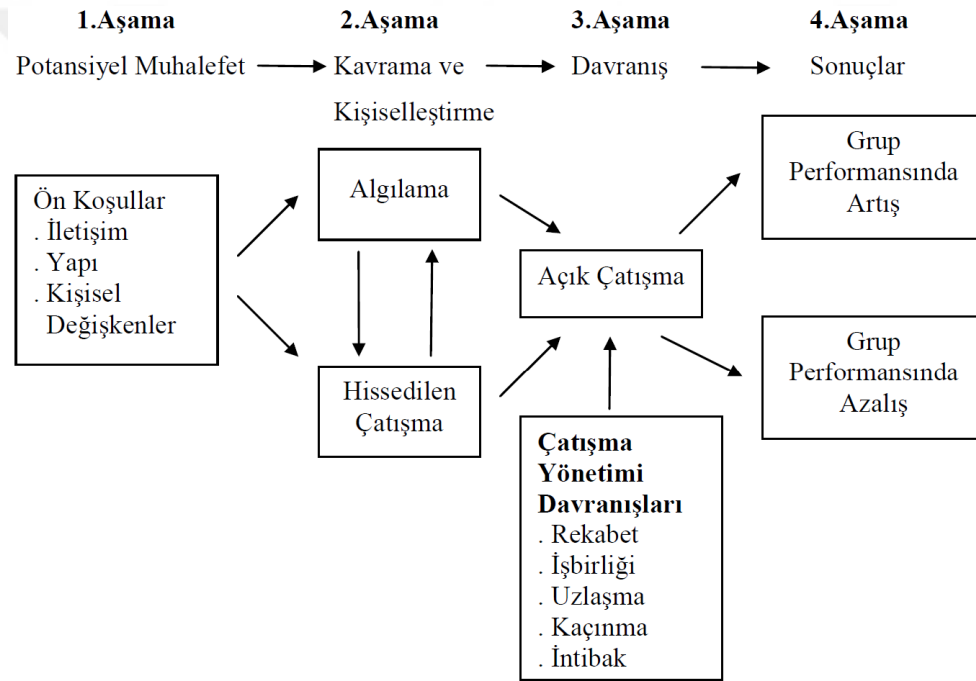 1.Aşama
Potansiyel Muhalefet
2.Aşama
Kavrama ve
Kişiselleştirme
3.Aşama
Davranış
4.Aşama
Sonuçlar
Ön Koşullar
. İletişim
. Yapı
. Kişisel
Değişkenler
Algılama
Hissedilen
Çatışma
Açık Çatışma
Çatışma
Yönetimi
Davranışları
. Rekabet
. İşbirliği
. Uzlaşma
. Kaçınma
. İntibak
Grup
Performansında
Artış
Grup
Performansında
Azalış